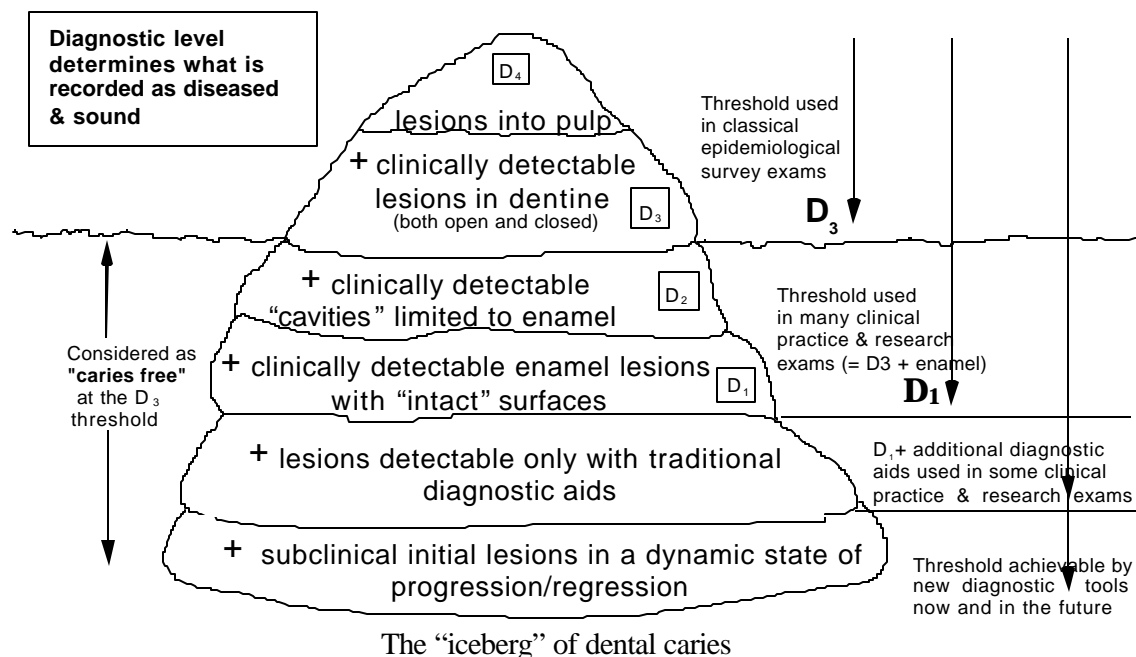 Diagnostic level
determines what is
recorded as diseased
& sound
D4
lesions into pulp
+ clinically detectable
lesions in dentine
(both open and closed)
D3
Threshold used
in classical
epidemiological
survey exams
D3
+ clinically detectable
"cavities" limited to enamel
D2
Threshold used
in many clinical
practice & research
exams (= D3 + enamel)
D1
Considered as
"caries free"
at the D3
threshold
+ clinically detectable enamel lesions
with "intact" surfaces
D1
+ lesions detectable only with traditional
diagnostic aids
D1+ additional diagnostic
aids used in some clinical
practice & research exams
+ subclinical initial lesions in a dynamic state of
progression/regression
Threshold achievable by
new diagnostic tools
now and in the future
The “iceberg” of dental caries